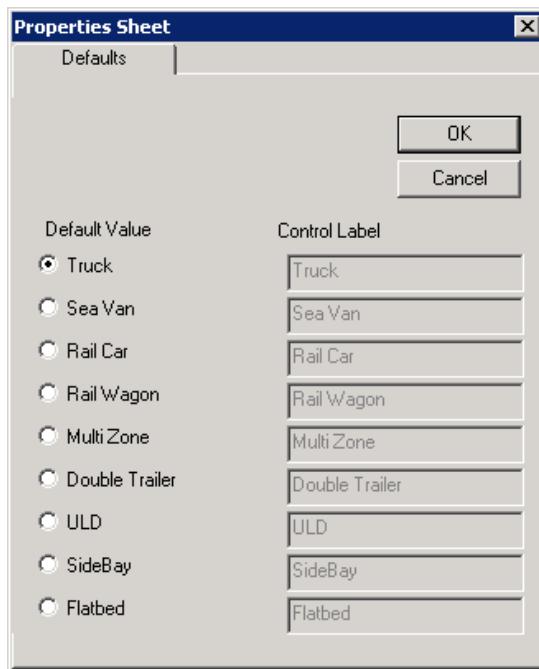 Properties Sheet
Defaults
OK
Cancel
Default Value Control Label
Truck Truck
Sea Van Sea Van
Rail Car Rail Car
Rail Wagon Rail Wagon
Multi Zone Multi Zone
Double Trailer Double Trailer
ULD ULD
SideBay SideBay
Flatbed Flatbed